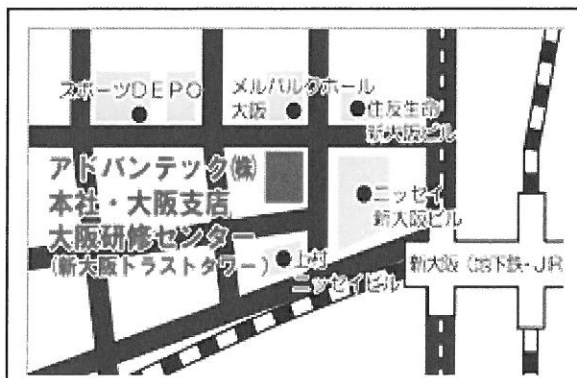 スポーツDEPO
メルパルクホール
大阪
住友生命
新大阪ビル
アドバンテック㈱
本社・大阪支店
大阪研修センター
(新大阪トラストタワー)
ニッセイ
新大阪ビル
上村
ニッセイビル
新大阪(地下鉄・JR